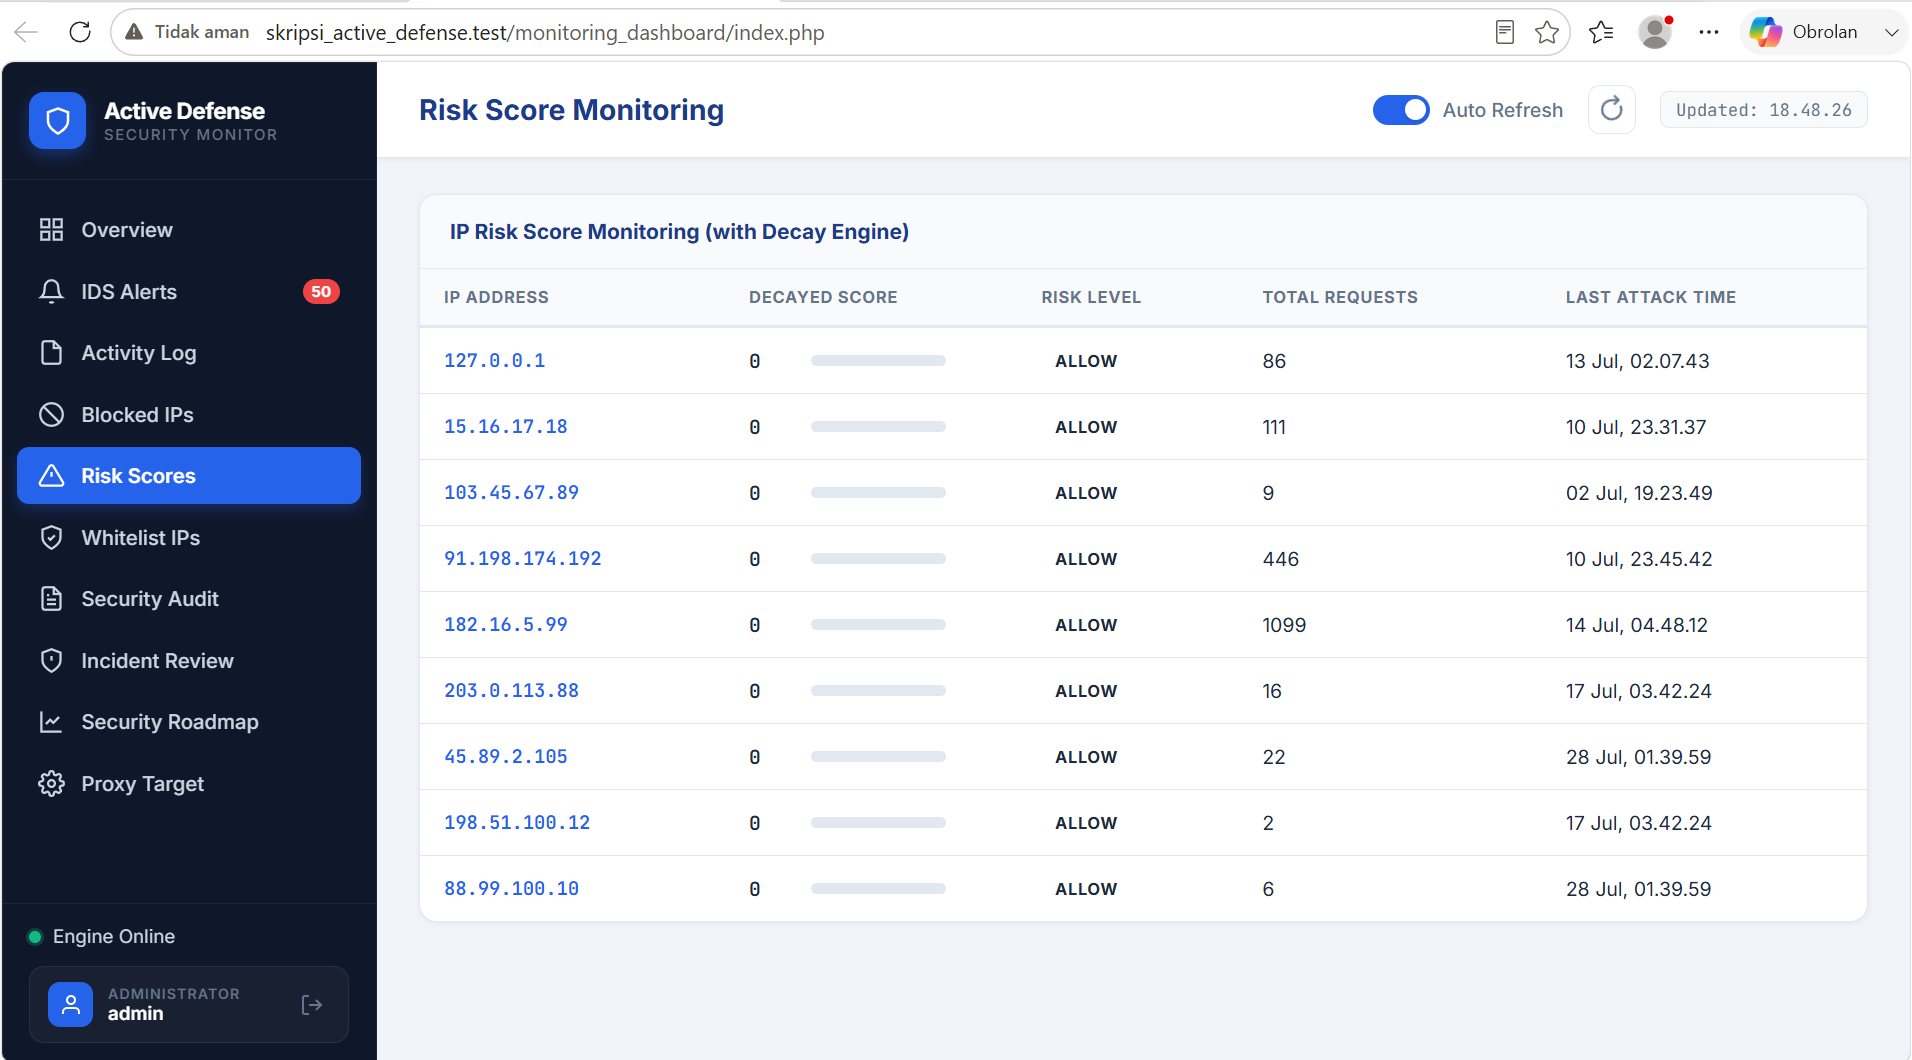 Tidak aman skripsi_active_defense.test/monitoring_dashboard/index.php
Obrolan
Active Defense
SECURITY MONITOR
Overview
IDS Alerts 50
Activity Log
Blocked IPs
Risk Scores
Whitelist IPs
Security Audit
Incident Review
Security Roadmap
Proxy Target
Engine Online
ADMINISTRATOR
admin
Risk Score Monitoring
Auto Refresh
Updated: 18.48.26
IP Risk Score Monitoring (with Decay Engine)
IP ADDRESS DECAYED SCORE RISK LEVEL TOTAL REQUESTS LAST ATTACK TIME
127.0.0.1 0 ALLOW 86 13 Jul, 02.07.43
15.16.17.18 0 ALLOW 111 10 Jul, 23.31.37
103.45.67.89 0 ALLOW 9 02 Jul, 19.23.49
91.198.174.192 0 ALLOW 446 10 Jul, 23.45.42
182.16.5.99 0 ALLOW 1099 14 Jul, 04.48.12
203.0.113.88 0 ALLOW 16 17 Jul, 03.42.24
45.89.2.105 0 ALLOW 22 28 Jul, 01.39.59
198.51.100.12 0 ALLOW 2 17 Jul, 03.42.24
88.99.100.10 0 ALLOW 6 28 Jul, 01.39.59